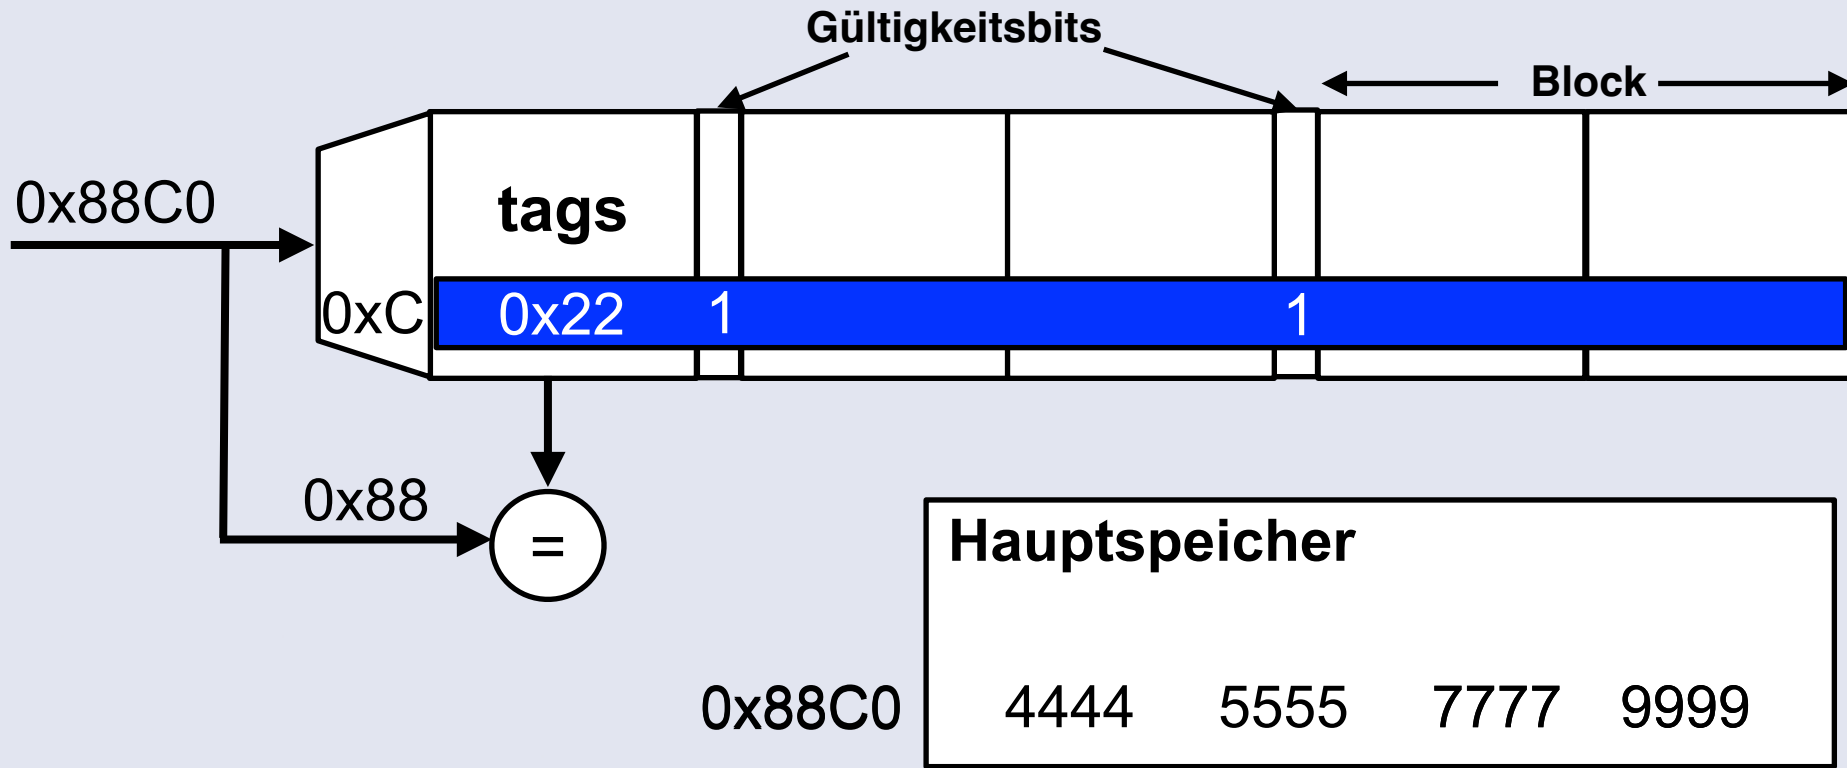 Gültigkeitsbits
Block
0x88C0
tags
0xC 0x22 1 1
0x88
=
Hauptspeicher
0x88C0 4444 5555 7777 9999